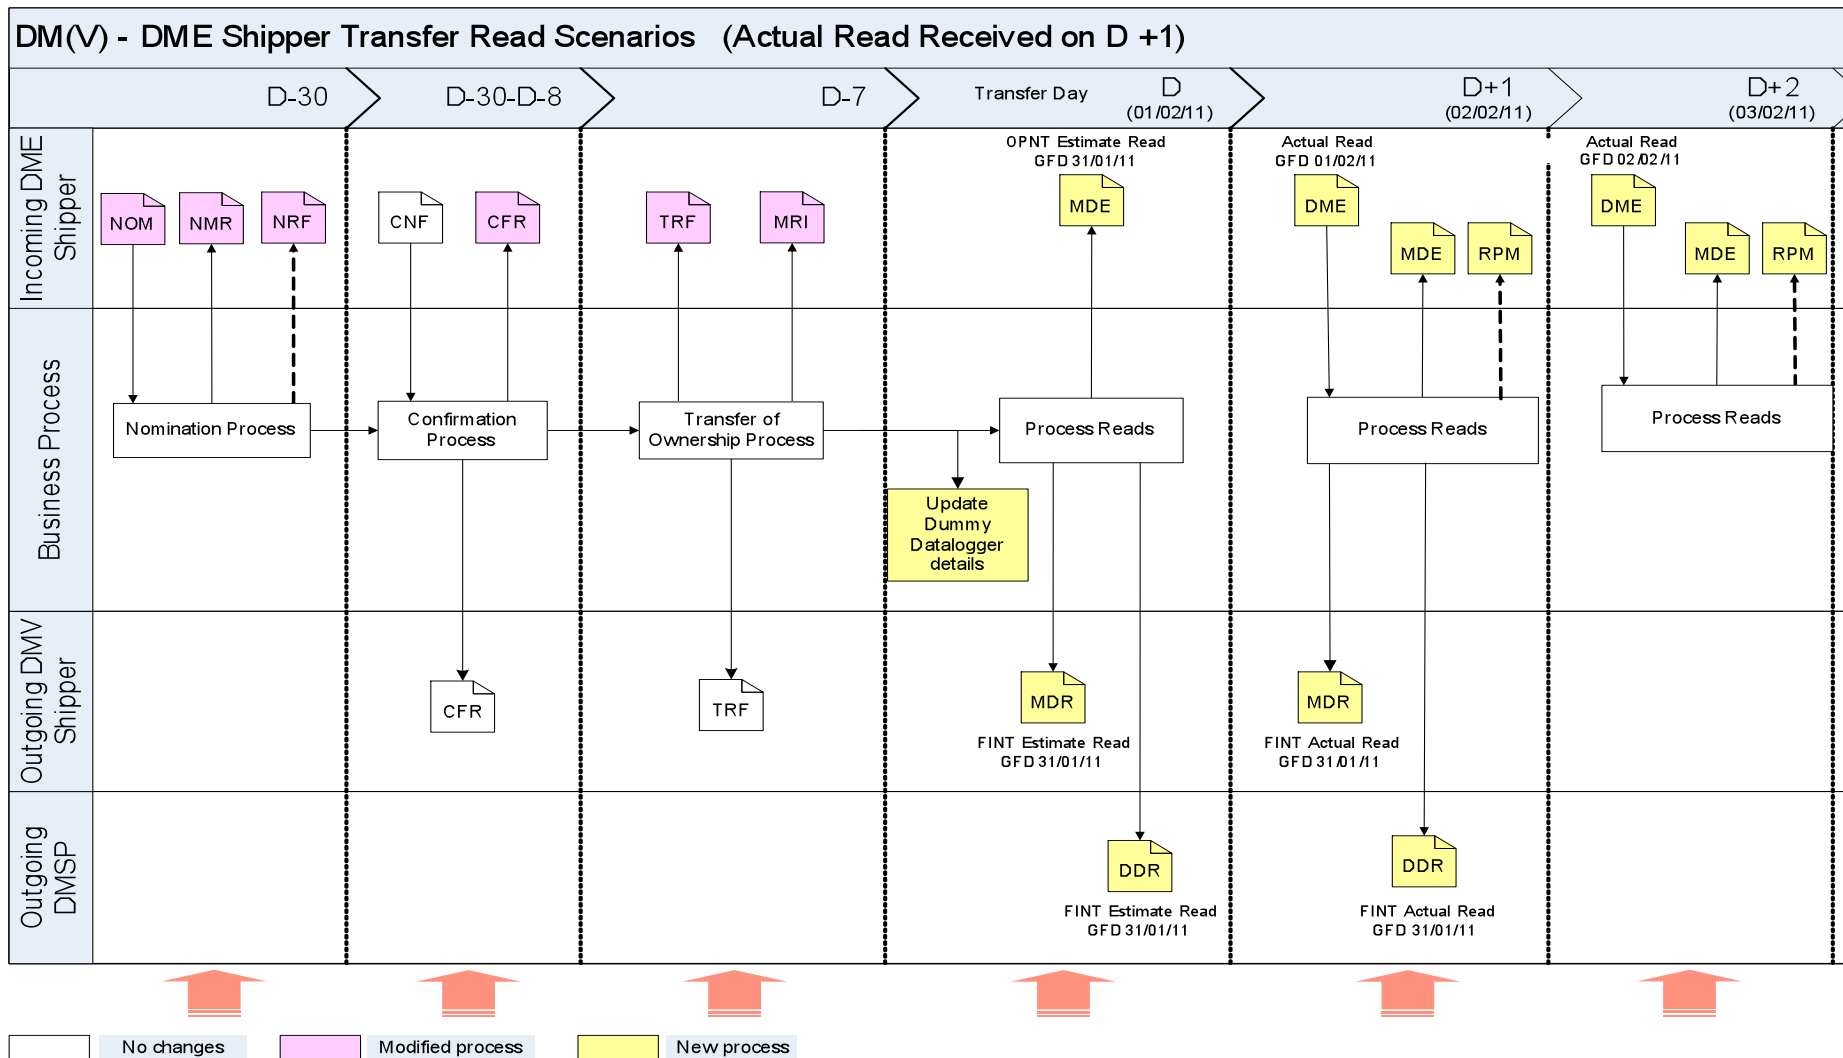 DM(V) - DME Shipper Transfer Read Scenarios (Actual Read Received on D +1)
D-30
D-30-D-8
D-7
Transfer Day
D
(01/02/11)
D+1
(02/02/11)
D+2
(03/02/11)
Incoming DME
Shipper
NOM
NMR
NRF
CNF
CFR
TRF
MRI
OPNT Estimate Read
GFD 31/01/11
MDE
Actual Read
GFD 01/02/11
DME
MDE
RPM
Actual Read
GFD 02/02/11
DME
MDE
RPM
Business Process
Nomination Process
Confirmation
Process
Transfer of
Ownership Process
Process Reads
Process Reads
Process Reads
Update
Dummy
Datalogger
details
Outgoing DMV
Shipper
CFR
TRF
MDR
FINT Estimate Read
GFD 31/01/11
MDR
FINT Actual Read
GFD 31/01/11
Outgoing
DMSP
DDR
FINT Estimate Read
GFD 31/01/11
DDR
FINT Actual Read
GFD 31/01/11
No changes
Modified process
New process